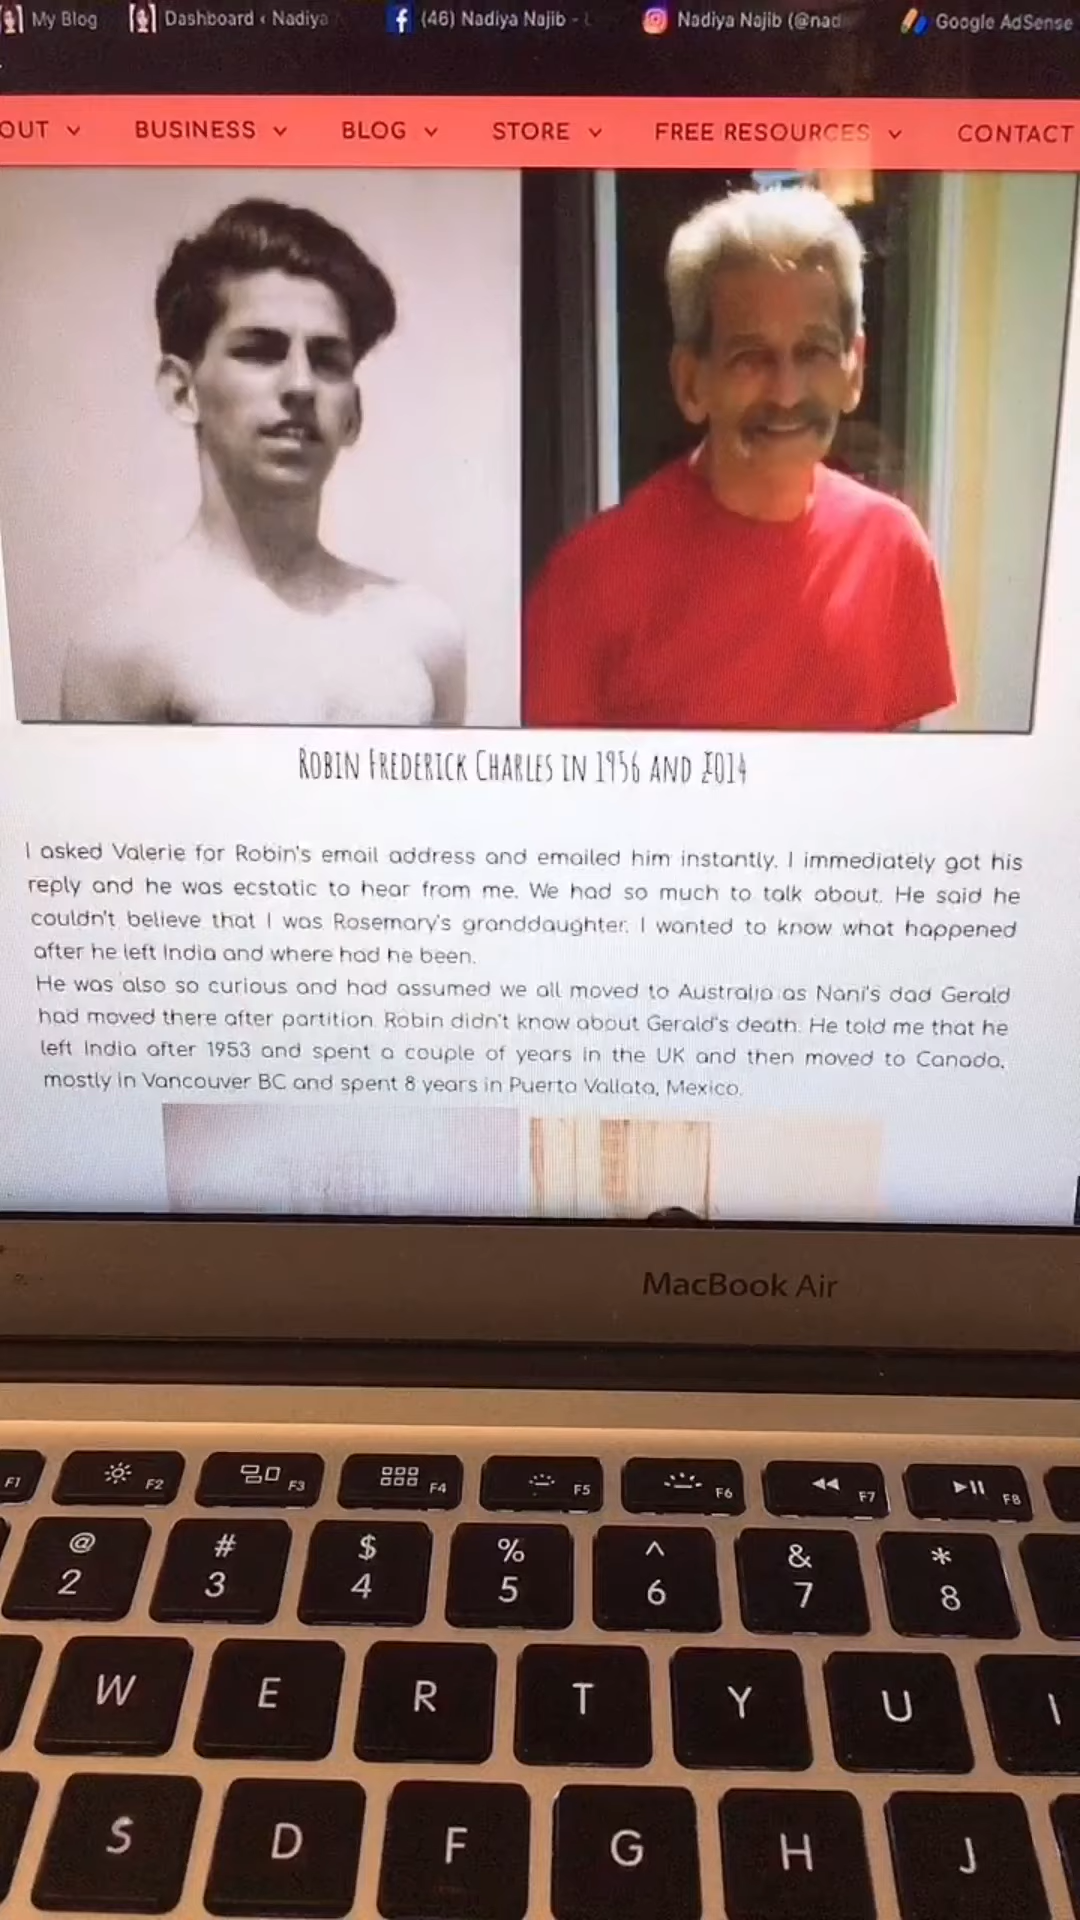 My Blog Dashboard ‹ Nadiya (46) Nadiya Najib - Nadiya Najib (@nad Google AdSense
OUT BUSINESS BLOG STORE FREE RESOURCES CONTACT
ROBIN FREDERICK CHARLES IN 1956 AND 2014
I asked Valerie for Robin's email address and emailed him instantly. I immediately got his
reply and he was ecstatic to hear from me. We had so much to talk about. He said he
couldn't believe that I was Rosemary's granddaughter. I wanted to know what happened
after he left India and where had he been.
He was also so curious and had assumed we all moved to Australia as Nani's dad Gerald
had moved there after partition. Robin didn't know about Gerald's death. He told me that he
left India after 1953 and spent a couple of years in the UK and then moved to Canada,
mostly in Vancouver BC and spent 8 years in Puerto Vallata, Mexico.
MacBook Air
F1 F2 F3 F4 F5 F6 F7 F8
@ # $ % ^ & *
2 3 4 5 6 7 8
W E R T Y U I
S D F G H J